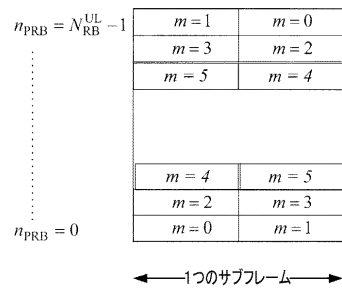 n_PRB = N_RB^UL −1
m = 1 m = 0
m = 3 m = 2
m = 5 m = 4
m = 4 m = 5
m = 2 m = 3
n_PRB = 0
m = 0 m = 1
1つのサブフレーム